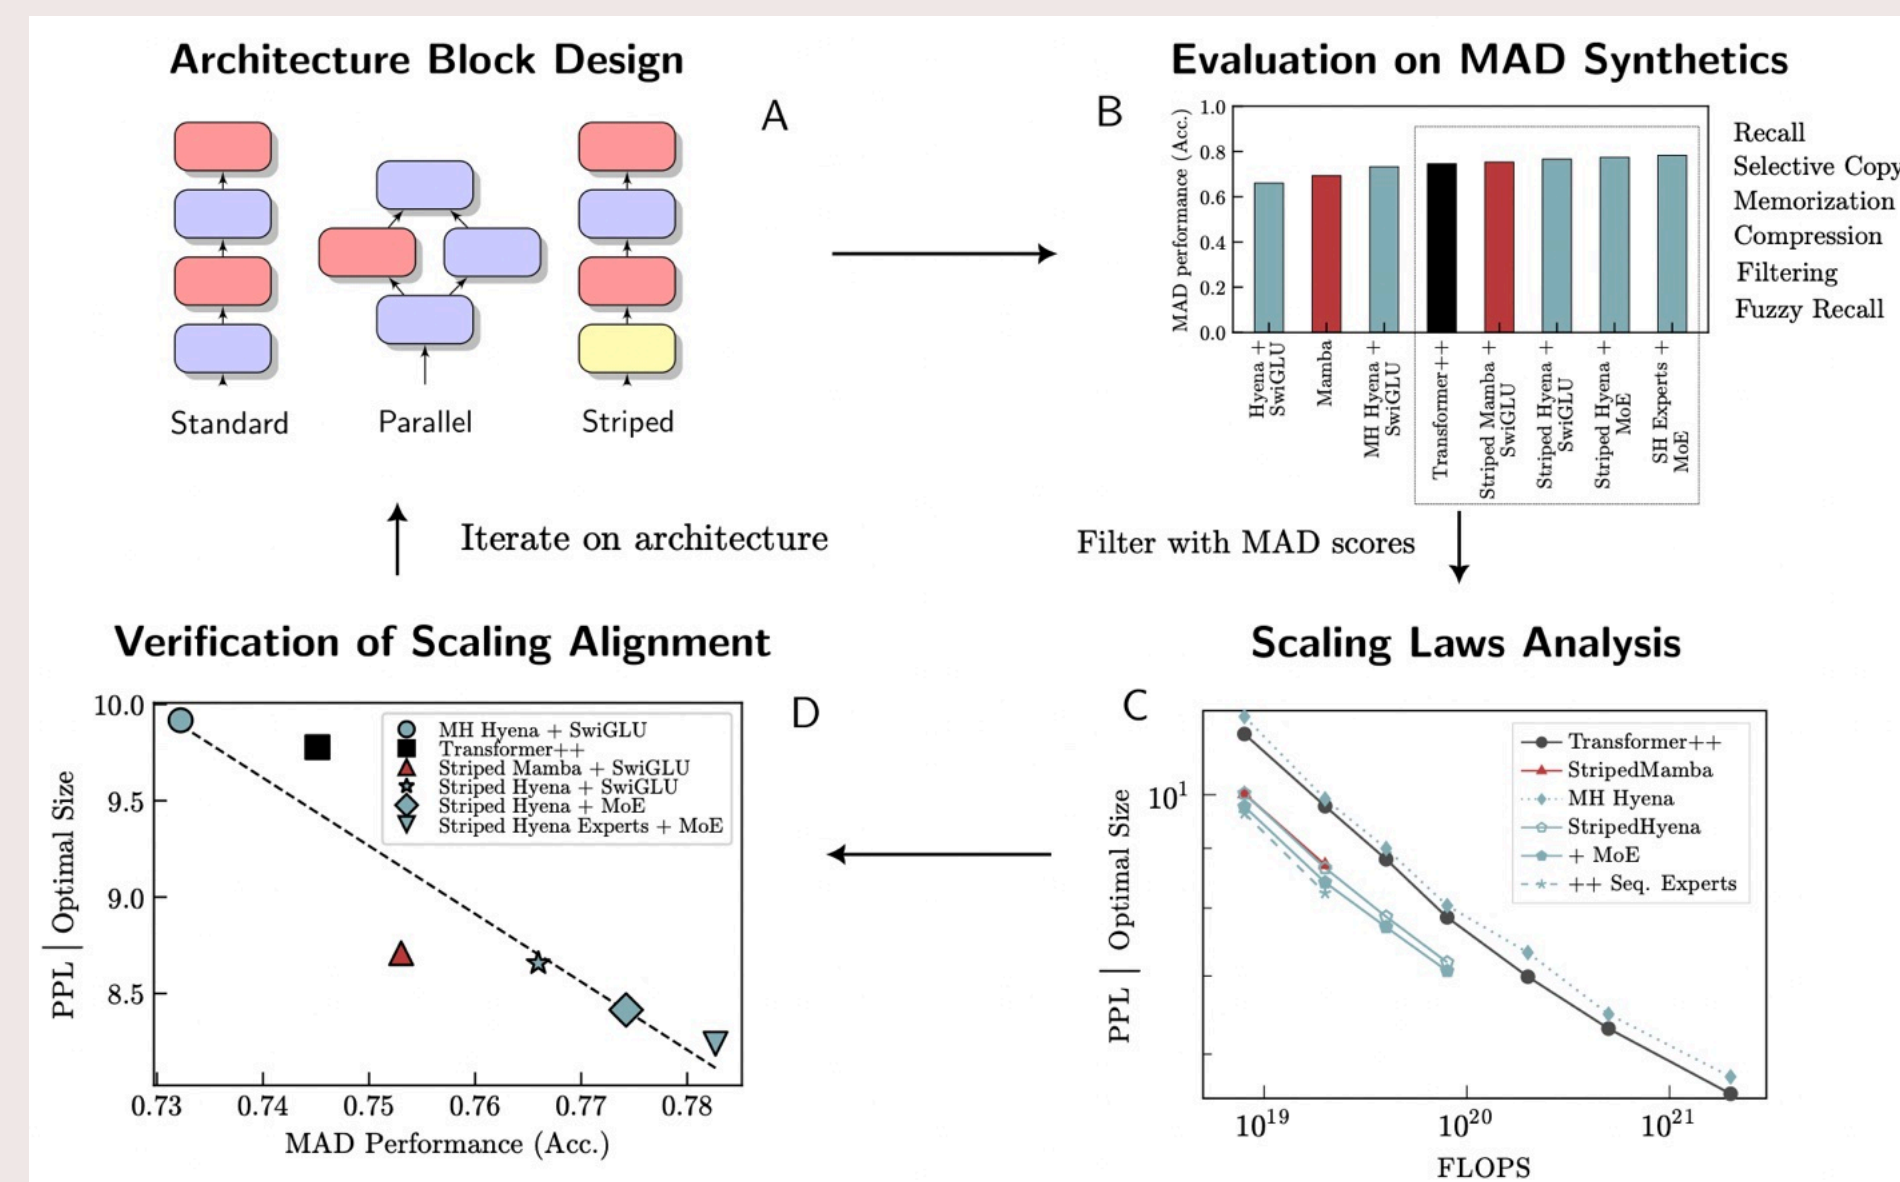 Architecture Block Design
A
Standard
Parallel
Striped
Evaluation on MAD Synthetics
B
MAD performance (Acc.)
1.0
0.8
0.6
0.4
0.2
0.0
Hyena +
SwiGLU
Mamba
MH Hyena +
SwiGLU
Transformer++
Striped Mamba +
SwiGLU
Striped Hyena +
SwiGLU
Striped Hyena +
MoE
SH Experts +
MoE
Recall
Selective Copy
Memorization
Compression
Filtering
Fuzzy Recall
Iterate on architecture
Filter with MAD scores
Verification of Scaling Alignment
D
PPL | Optimal Size
10.0
9.5
9.0
8.5
MH Hyena + SwiGLU
Transformer++
Striped Mamba + SwiGLU
Striped Hyena + SwiGLU
Striped Hyena + MoE
Striped Hyena Experts + MoE
0.73 0.74 0.75 0.76 0.77 0.78
MAD Performance (Acc.)
Scaling Laws Analysis
C
PPL | Optimal Size
10¹
Transformer++
StripedMamba
MH Hyena
StripedHyena
+ MoE
++ Seq. Experts
10¹⁹ 10²⁰ 10²¹
FLOPS